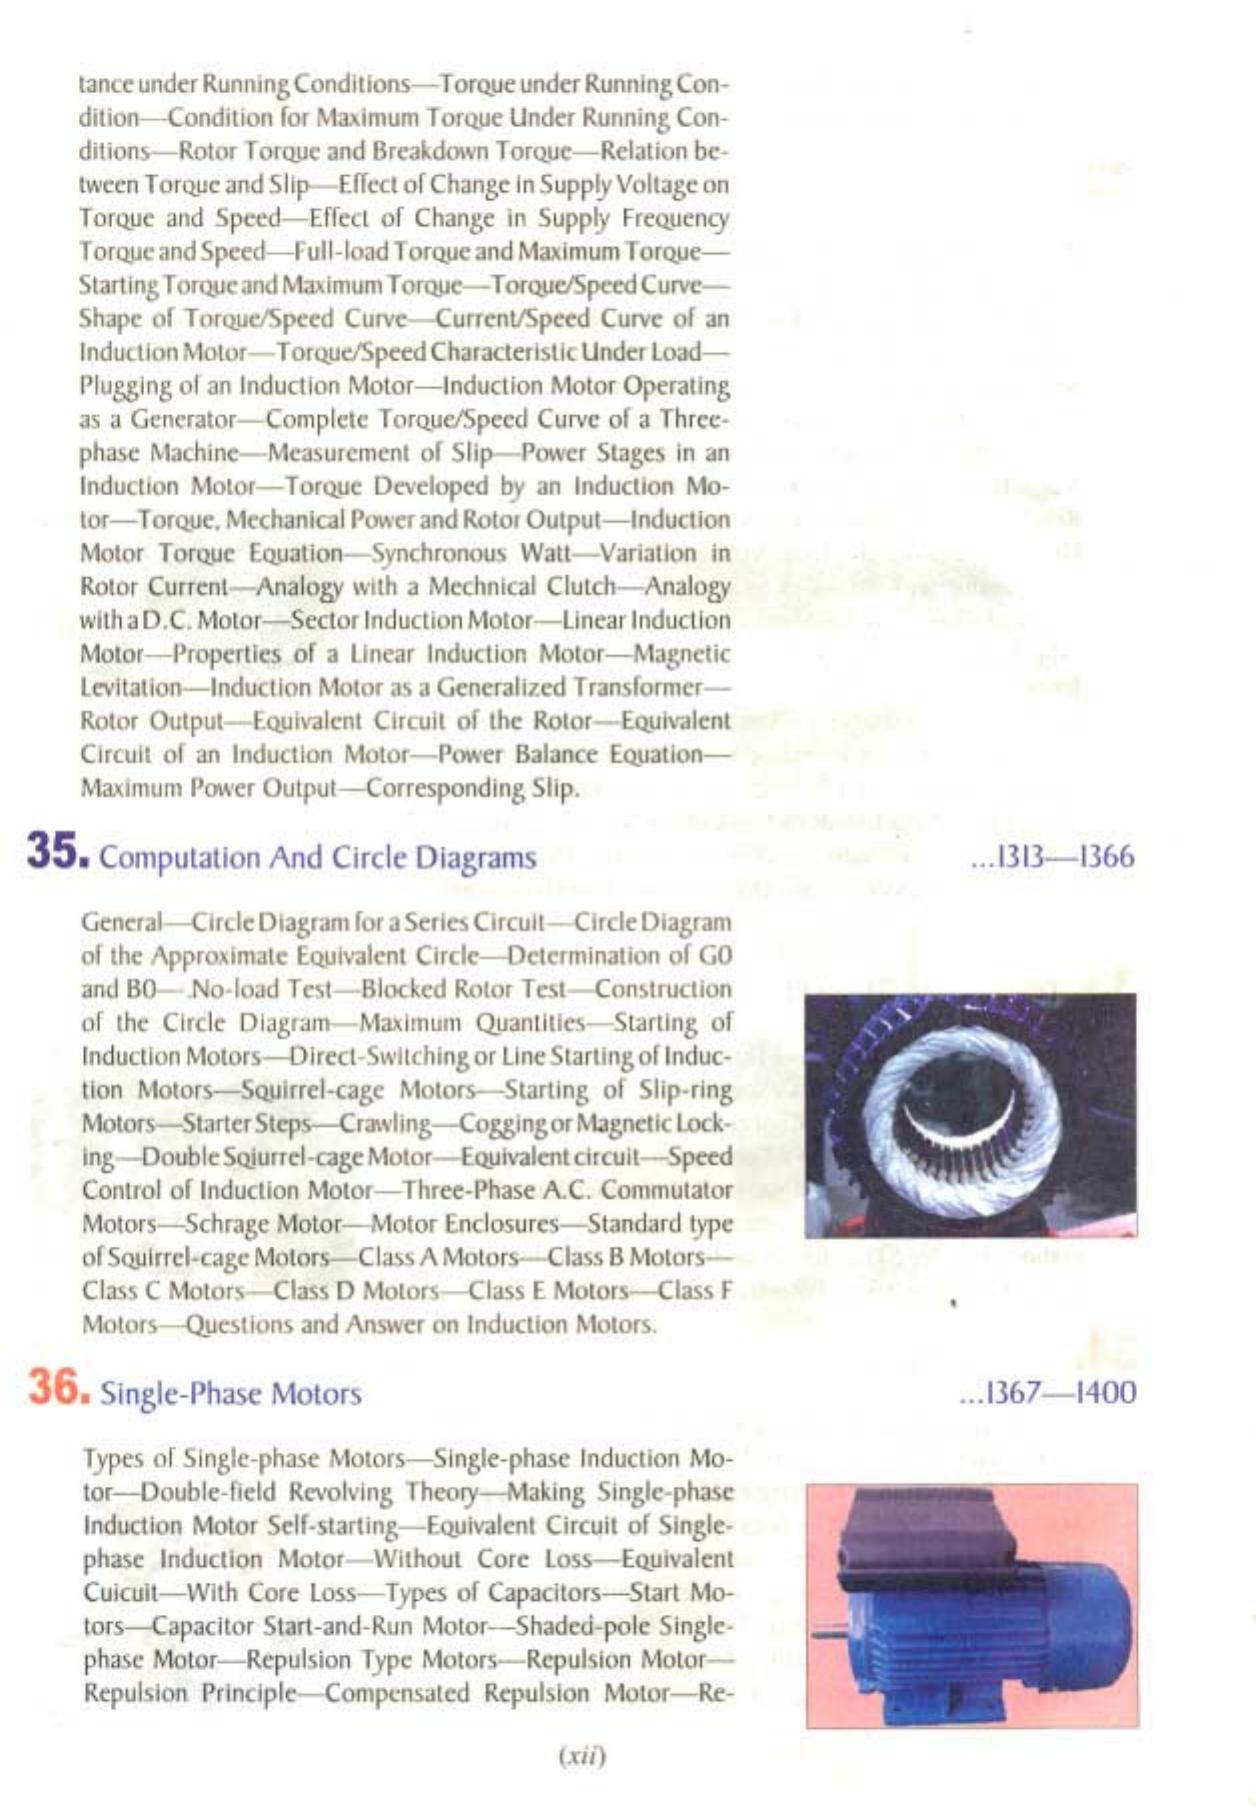 tance under Running Conditions—Torque under Running Con-
dition—Condition for Maximum Torque Under Running Con-
ditions—Rotor Torque and Breakdown Torque—Relation be-
tween Torque and Slip—Effect of Change in Supply Voltage on
Torque and Speed—Effect of Change in Supply Frequency
Torque and Speed—Full-load Torque and Maximum Torque—
Starting Torque and Maximum Torque—Torque/Speed Curve—
Shape of Torque/Speed Curve—Current/Speed Curve of an
Induction Motor—Torque/Speed Characteristic Under Load—
Plugging of an Induction Motor—Induction Motor Operating
as a Generator—Complete Torque/Speed Curve of a Three-
phase Machine—Measurement of Slip—Power Stages in an
Induction Motor—Torque Developed by an Induction Mo-
tor—Torque, Mechanical Power and Rotor Output—Induction
Motor Torque Equation—Synchronous Watt—Variation in
Rotor Current—Analogy with a Mechnical Clutch—Analogy
with a D.C. Motor—Sector Induction Motor—Linear Induction
Motor—Properties of a Linear Induction Motor—Magnetic
Levitation—Induction Motor as a Generalized Transformer—
Rotor Output—Equivalent Circuit of the Rotor—Equivalent
Circuit of an Induction Motor—Power Balance Equation—
Maximum Power Output—Corresponding Slip.
35. Computation And Circle Diagrams ...1313—1366
General—Circle Diagram for a Series Circuit—Circle Diagram
of the Approximate Equivalent Circle—Determination of G0
and B0—.No-load Test—Blocked Rotor Test—Construction
of the Circle Diagram—Maximum Quantities—Starting of
Induction Motors—Direct-Switching or Line Starting of Induc-
tion Motors—Squirrel-cage Motors—Starting of Slip-ring
Motors—Starter Steps—Crawling—Cogging or Magnetic Lock-
ing—Double Sqiurrel-cage Motor—Equivalent circuit—Speed
Control of Induction Motor—Three-Phase A.C. Commutator
Motors—Schrage Motor—Motor Enclosures—Standard type
of Squirrel-cage Motors—Class A Motors—Class B Motors—
Class C Motors—Class D Motors—Class E Motors—Class F
Motors—Questions and Answer on Induction Motors.
36. Single-Phase Motors ...1367—1400
Types of Single-phase Motors—Single-phase Induction Mo-
tor—Double-field Revolving Theory—Making Single-phase
Induction Motor Self-starting—Equivalent Circuit of Single-
phase Induction Motor—Without Core Loss—Equivalent
Cuicuit—With Core Loss—Types of Capacitors—Start Mo-
tors—Capacitor Start-and-Run Motor—Shaded-pole Single-
phase Motor—Repulsion Type Motors—Repulsion Motor—
Repulsion Principle—Compensated Repulsion Motor—Re-
(xii)